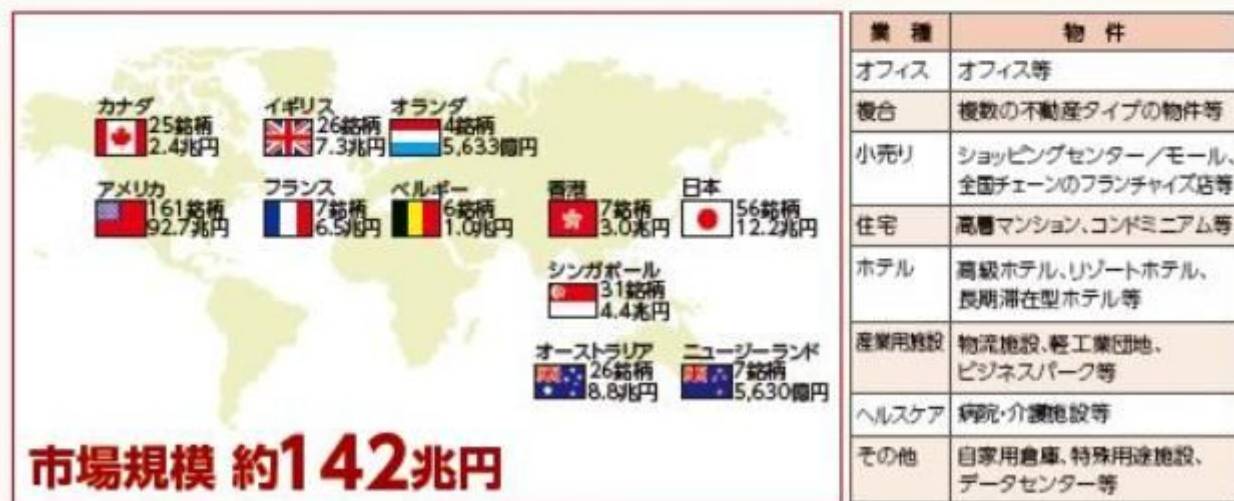 カナダ
25銘柄
2.4兆円
イギリス
26銘柄
7.3兆円
オランダ
4銘柄
5,633億円
アメリカ
161銘柄
92.7兆円
フランス
7銘柄
6.5兆円
ベルギー
6銘柄
1.0兆円
香港
7銘柄
3.0兆円
日本
56銘柄
12.2兆円
シンガポール
31銘柄
4.4兆円
オーストラリア
26銘柄
8.8兆円
ニュージーランド
7銘柄
5,630億円
市場規模 約142兆円
業種 物件
オフィス オフィス等
複合 複数の不動産タイプの物件等
小売り ショッピングセンター／モール、
全国チェーンのフランチャイズ店等
住宅 高層マンション、コンドミニアム等
ホテル 高級ホテル、リゾートホテル、
長期滞在型ホテル等
産業用施設 物流施設、軽工業団地、
ビジネスパーク等
ヘルスケア 病院・介護施設等
その他 自家用倉庫、特殊用途施設、
データセンター等